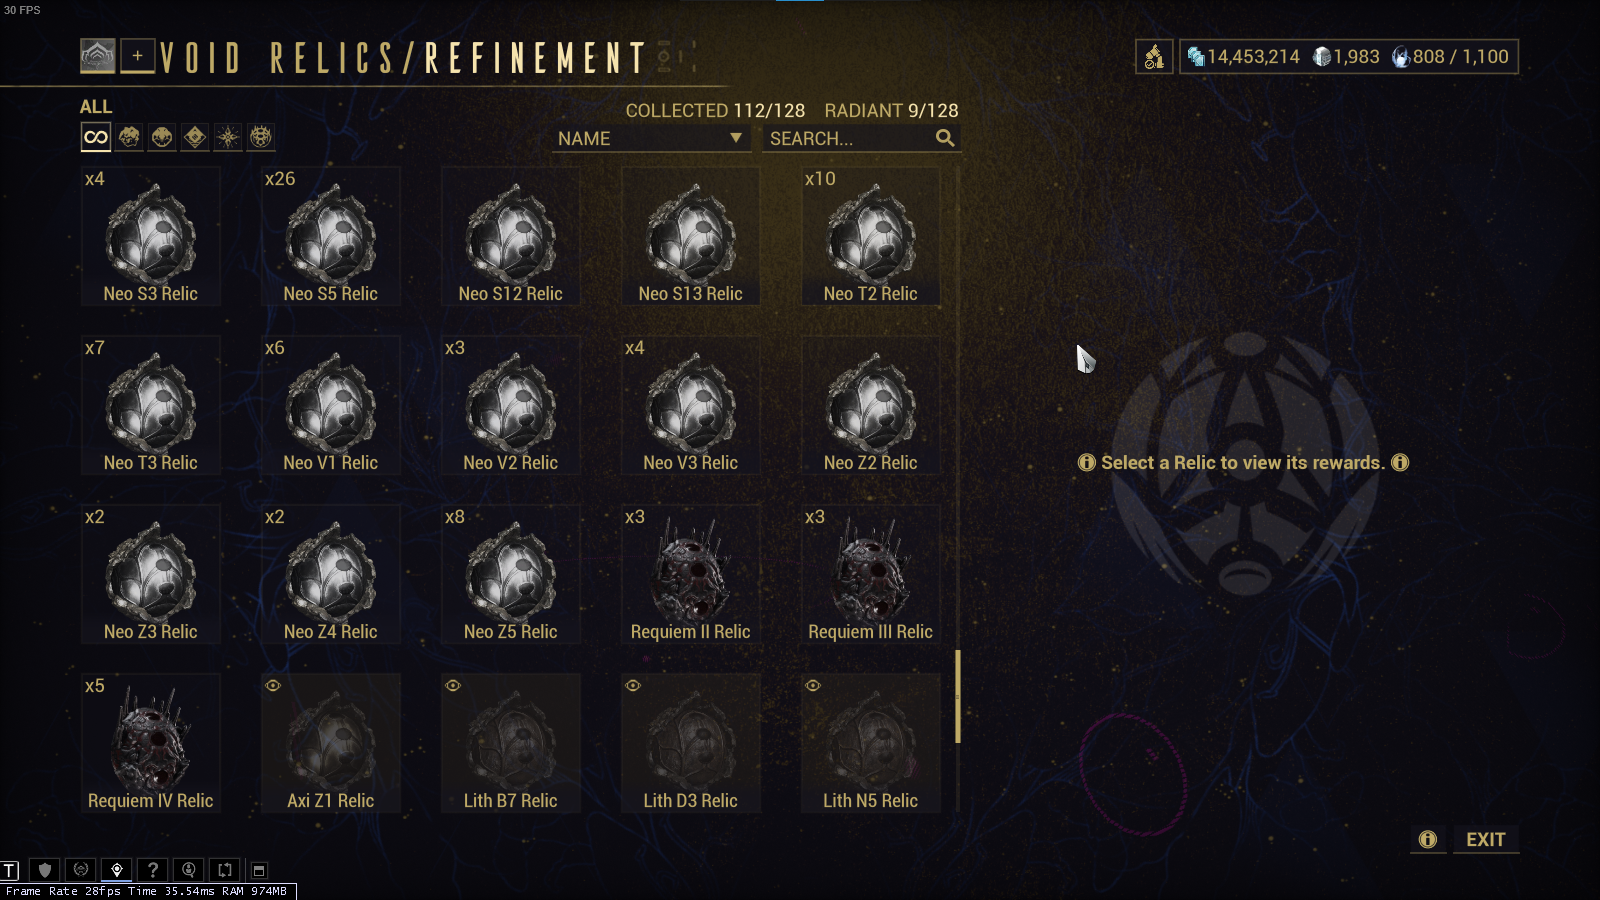 30 FPS
VOID RELICS/REFINEMENT
14,453,214 1,983 808 / 1,100
ALL
COLLECTED 112/128 RADIANT 9/128
NAME SEARCH...
x4 x26 x10
Neo S3 Relic Neo S5 Relic Neo S12 Relic Neo S13 Relic Neo T2 Relic
x7 x6 x3 x4
Neo T3 Relic Neo V1 Relic Neo V2 Relic Neo V3 Relic Neo Z2 Relic
Select a Relic to view its rewards.
x2 x2 x8 x3 x3
Neo Z3 Relic Neo Z4 Relic Neo Z5 Relic Requiem II Relic Requiem III Relic
x5
Requiem IV Relic Axi Z1 Relic Lith B7 Relic Lith D3 Relic Lith N5 Relic
EXIT
T ?
Frame Rate 28fps Time 35.54ms RAM 974MB